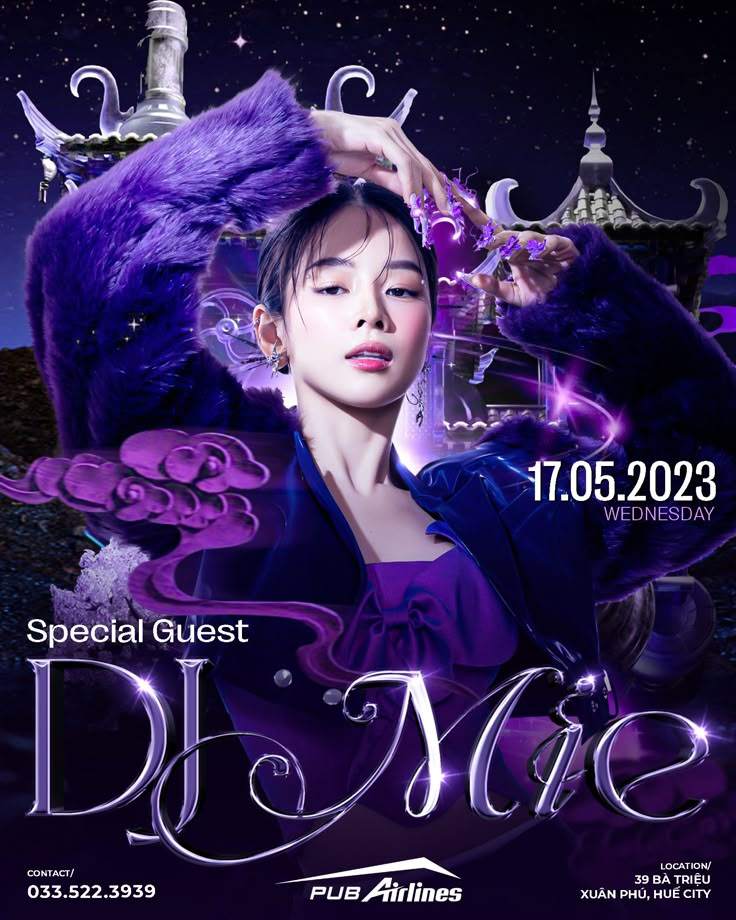 17.05.2023
WEDNESDAY
Special Guest
DJ Mie
CONTACT/
033.522.3939
PUB Airlines
LOCATION/
39 BÀ TRIỆU
XUÂN PHÚ, HUẾ CITY